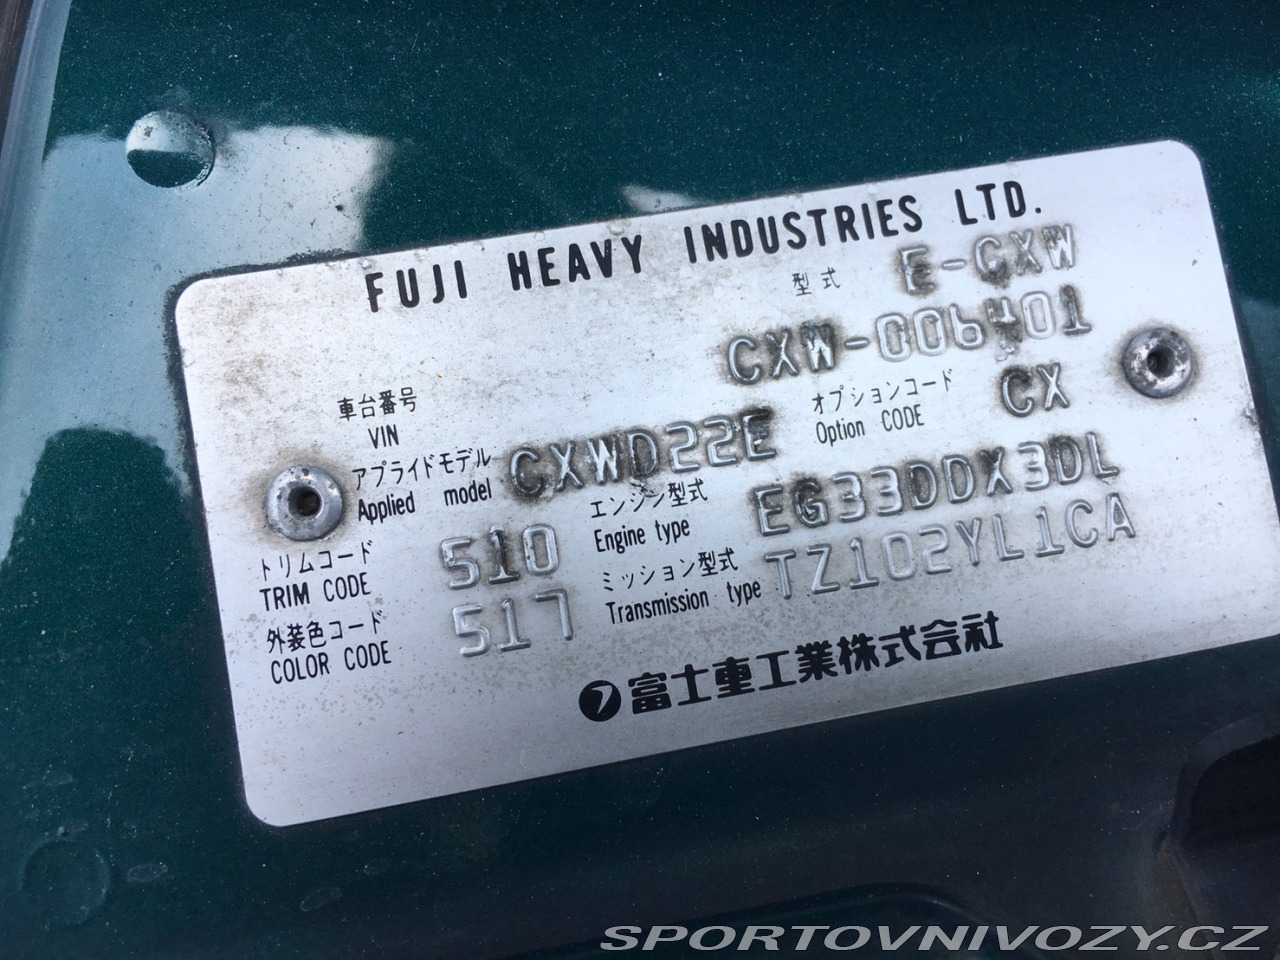 FUJI HEAVY INDUSTRIES LTD.
型式 E-CXW
車台番号 VIN CXW-006401
アプライドモデル Applied model CXWD22E オプションコード Option CODE CX
トリムコード TRIM CODE 510 エンジン型式 Engine type EG33DDX3DL
外装色コード COLOR CODE 517 ミッション型式 Transmission type TZ102YL1CA
フ富士重工業株式会社
SPORTOVNIVOZY.CZ